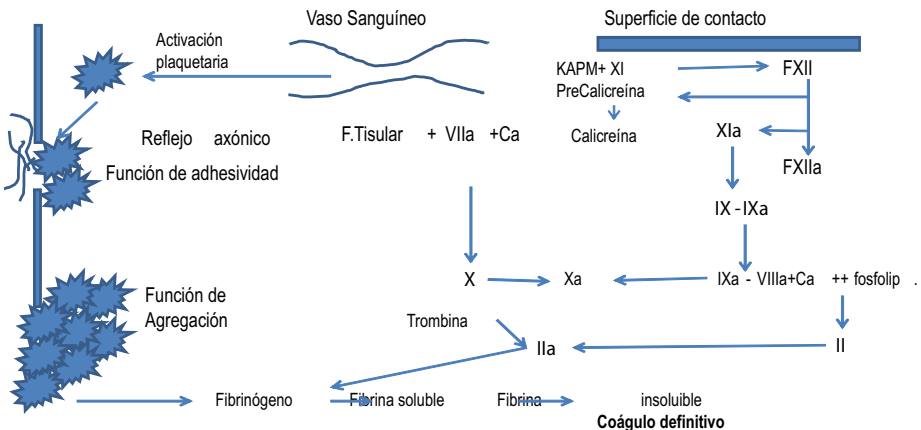 Vaso Sanguíneo
Superficie de contacto
Activación
plaquetaria
KAPM+ XI
FXII
PreCalicreína
Reflejo axónico
F.Tisular + VIIa +Ca
Calicreína
XIa
Función de adhesividad
FXIIa
IX - IXa
X
Xa
IXa - VIIIa+Ca ++ fosfolip .
Función de
Agregación
Trombina
IIa
II
Fibrinógeno
Fibrina soluble
Fibrina
insoluible
Coágulo definitivo